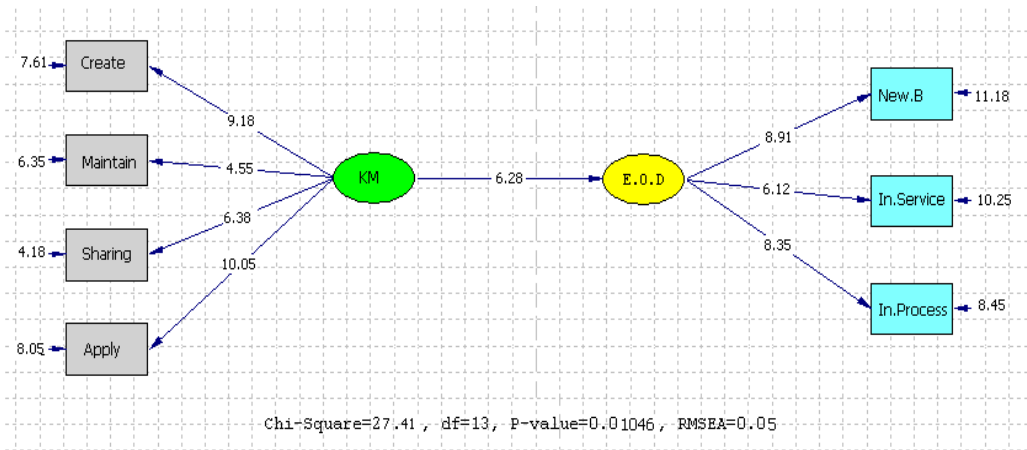 7.61
Create
9.18
6.35
Maintain
4.55
4.18
Sharing
6.38
8.05
Apply
10.05
KM
6.28
E.O.D
8.91
New.B
11.18
6.12
In.Service
10.25
8.35
In.Process
8.45
Chi-Square=27.41, df=13, P-value=0.01046, RMSEA=0.05